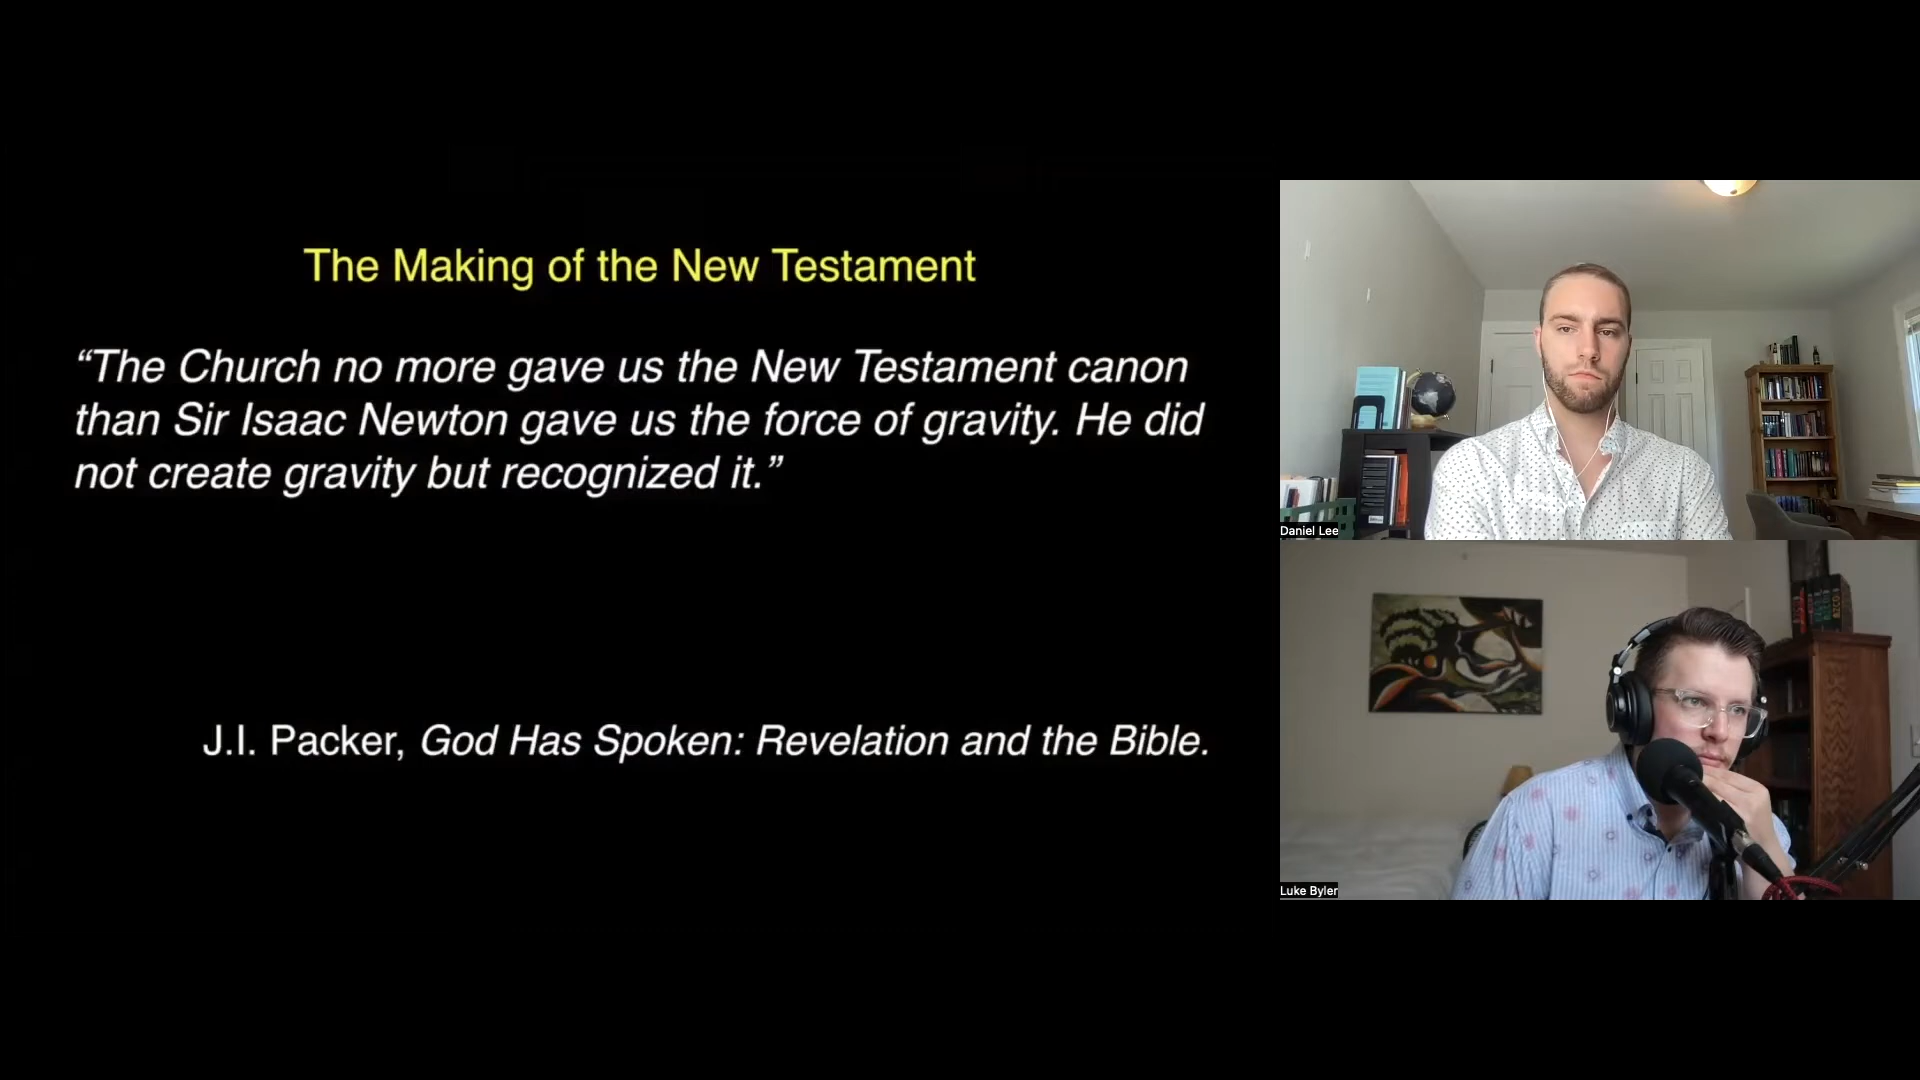 The Making of the New Testament
“The Church no more gave us the New Testament canon
than Sir Isaac Newton gave us the force of gravity. He did
not create gravity but recognized it.”
J.I. Packer, God Has Spoken: Revelation and the Bible.
Daniel Lee
Luke Byler